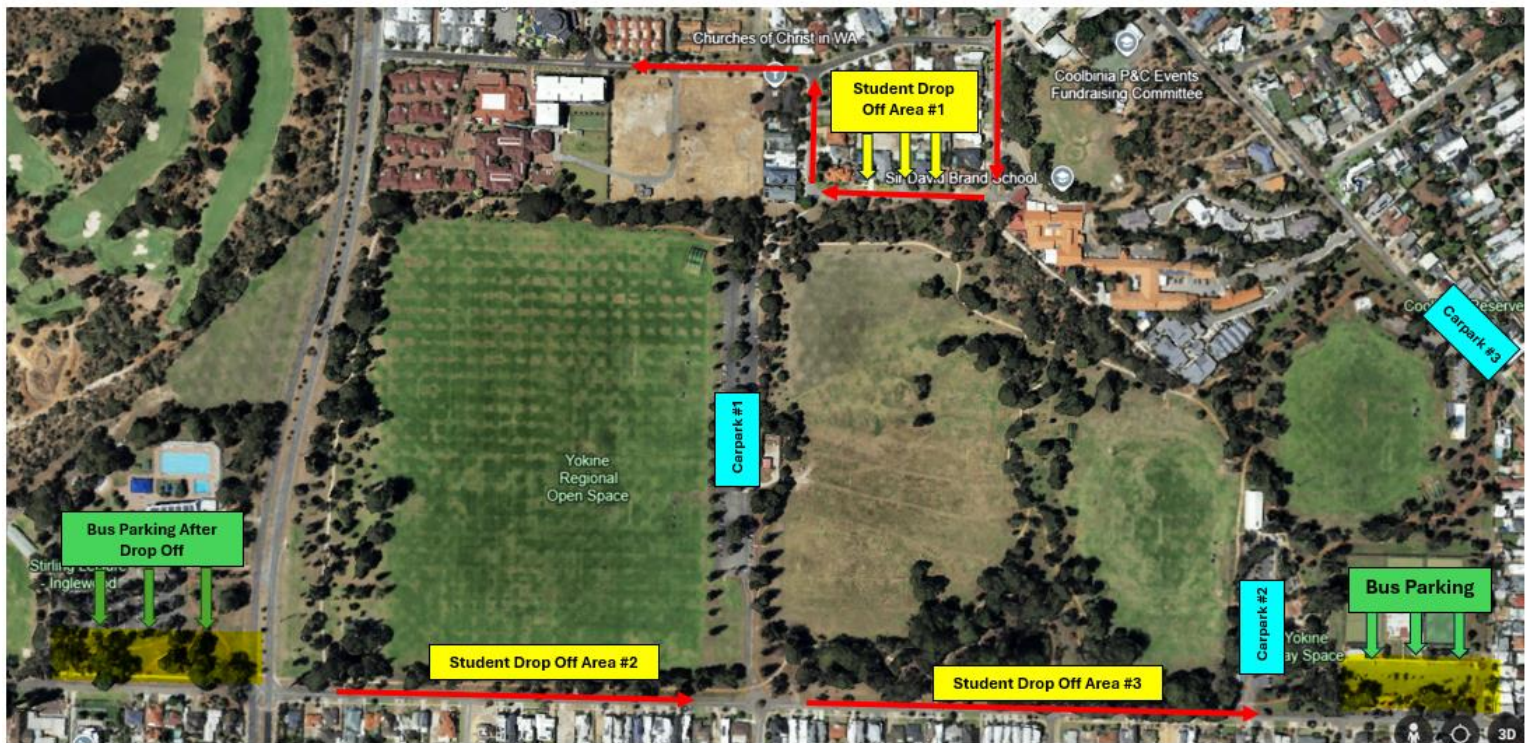 Churches of Christ in WA
Student Drop
Off Area #1
Coolbinia P&C Events
Fundraising Committee
Sir David Brand School
Carpark #3
Carpark #1
Yokine
Regional
Open Space
Bus Parking After
Drop Off
Stirling
- Inglewood
Student Drop Off Area #2
Student Drop Off Area #3
Carpark #2
Bus Parking
Yokine
Space
3D